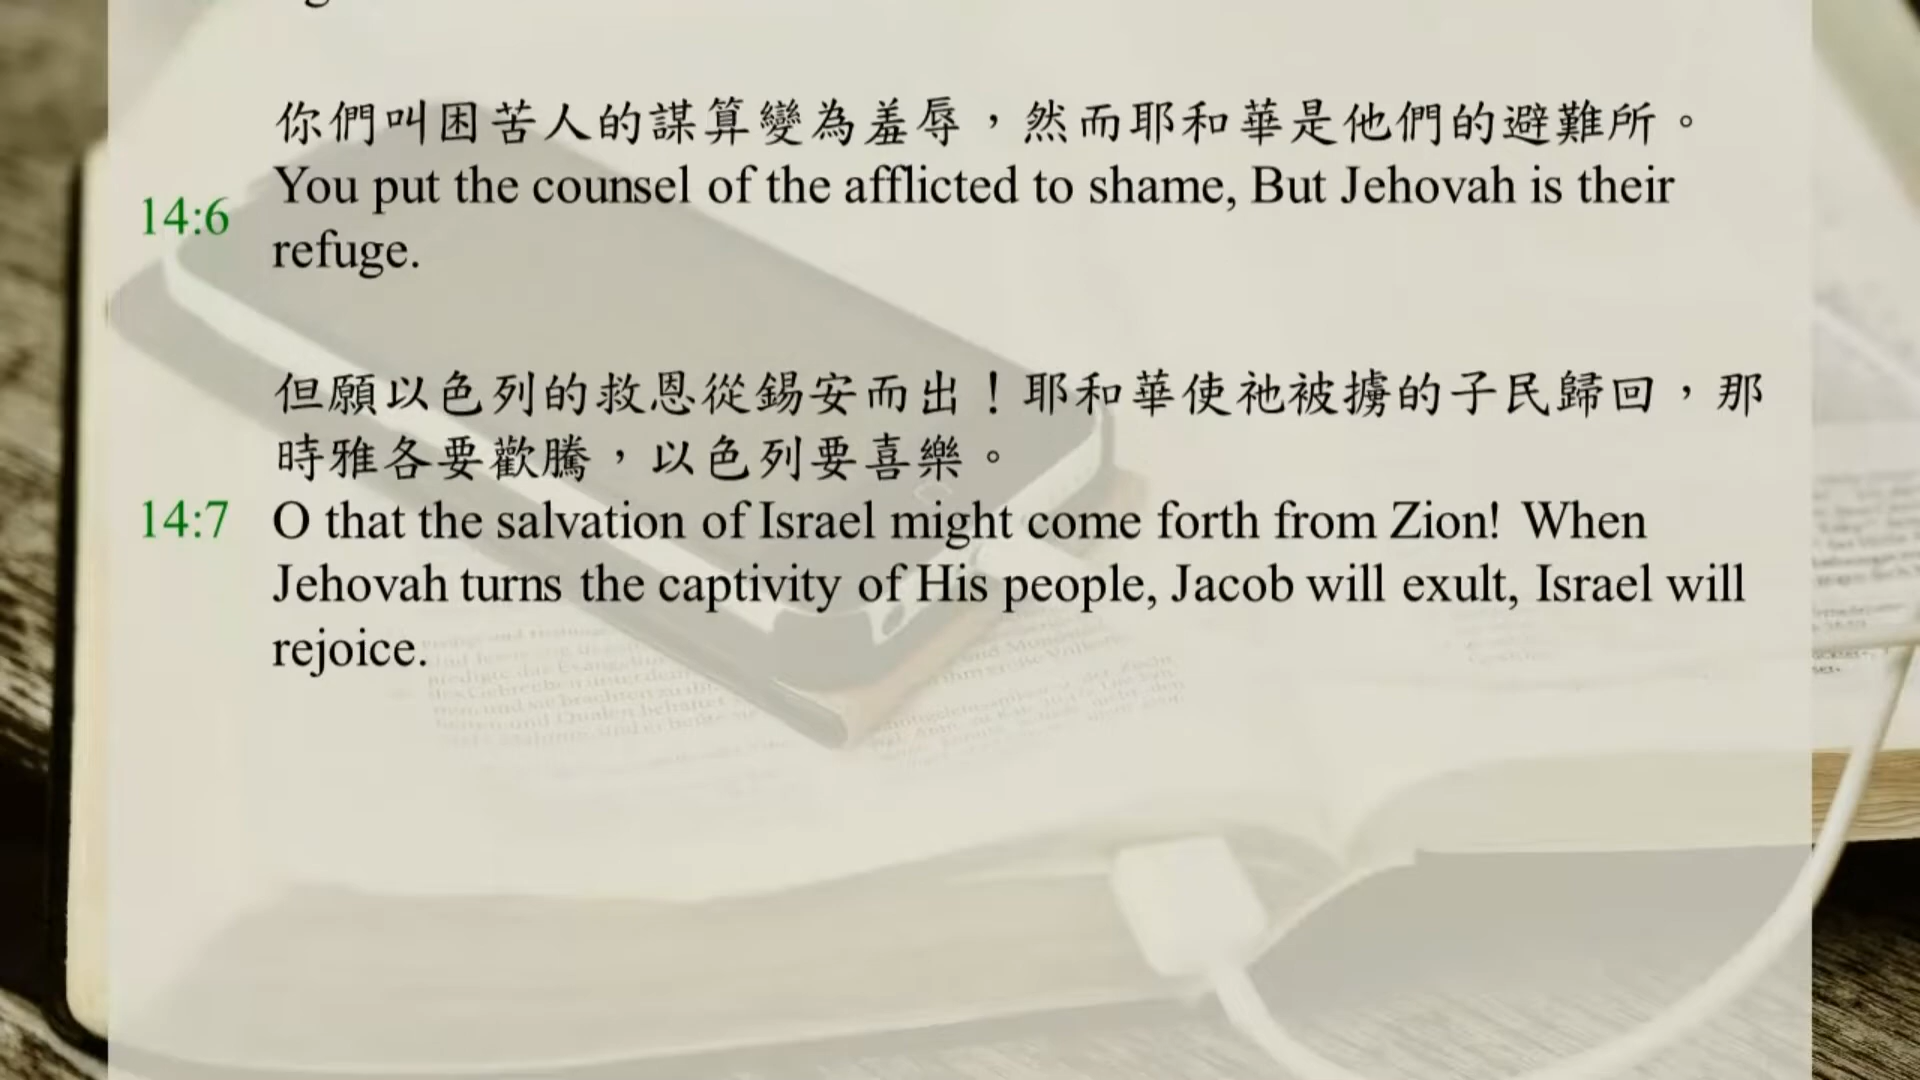 你們叫困苦人的謀算變為羞辱，然而耶和華是他們的避難所。
14:6 You put the counsel of the afflicted to shame, But Jehovah is their
refuge.
但願以色列的救恩從錫安而出！耶和華使祂被擄的子民歸回，那
時雅各要歡騰，以色列要喜樂。
14:7 O that the salvation of Israel might come forth from Zion! When
Jehovah turns the captivity of His people, Jacob will exult, Israel will
rejoice.